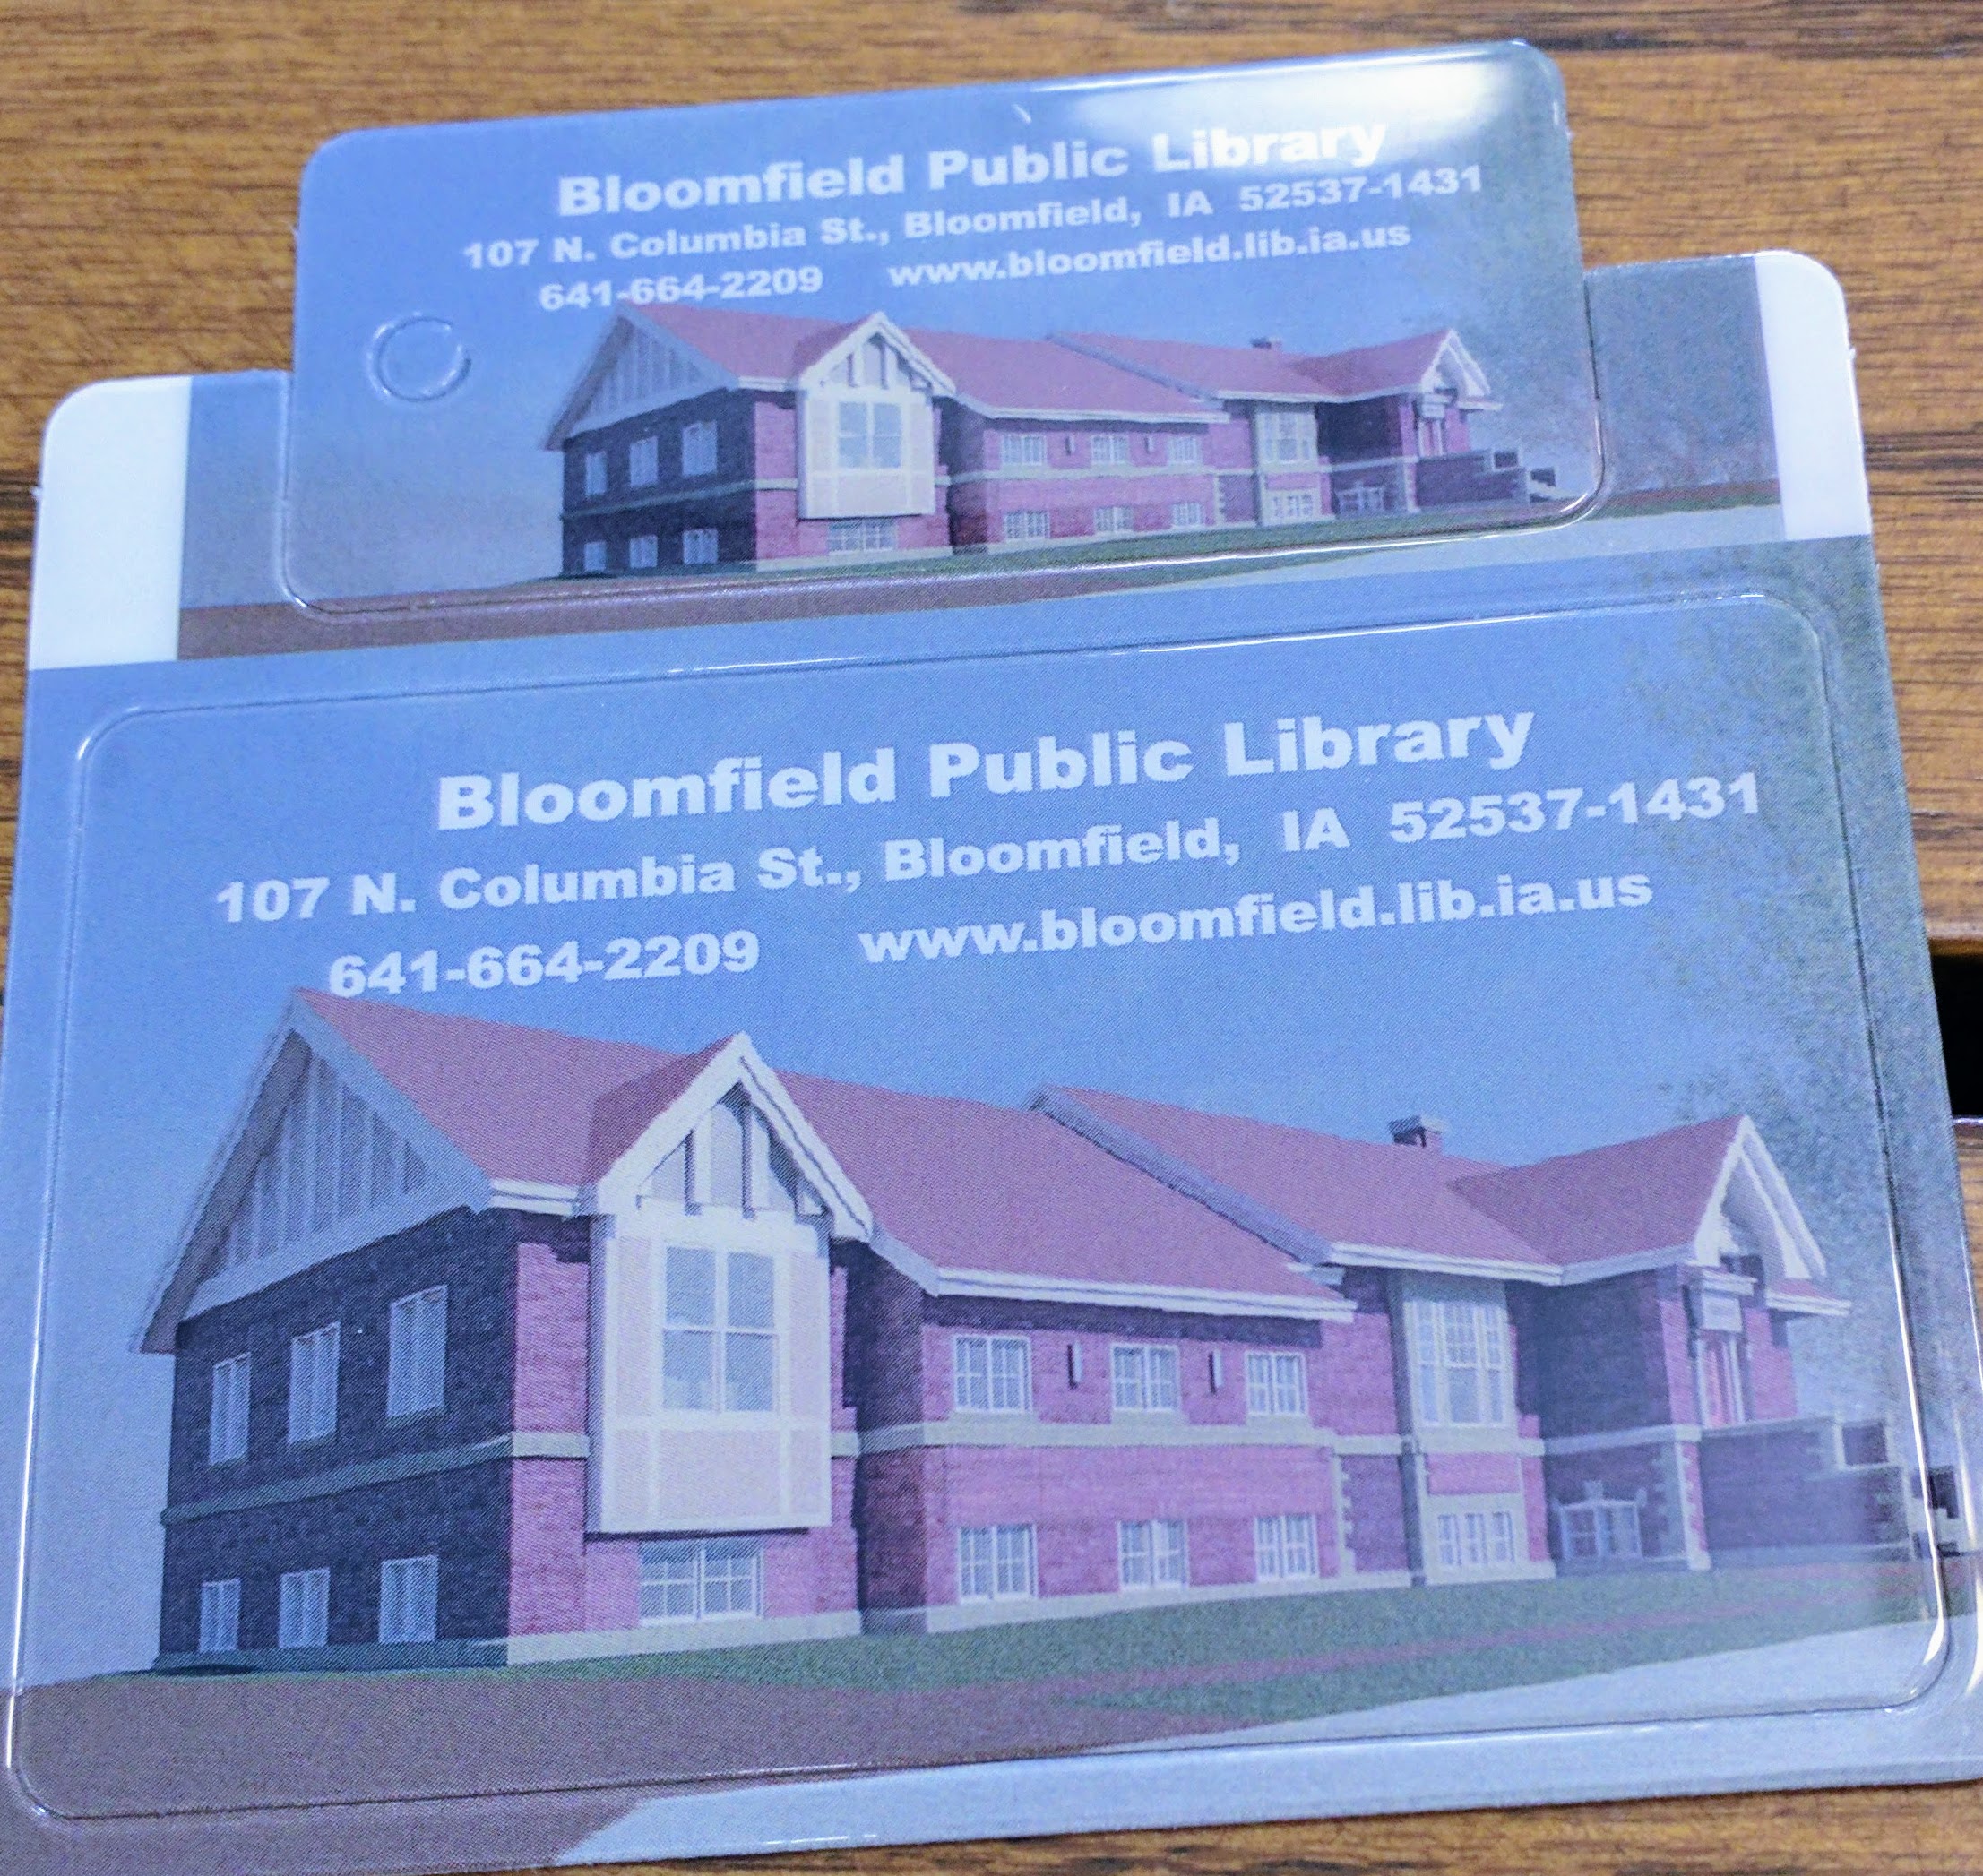 Bloomfield Public Library
107 N. Columbia St., Bloomfield, IA 52537-1431
641-664-2209 www.bloomfield.lib.ia.us
Bloomfield Public Library
107 N. Columbia St., Bloomfield, IA 52537-1431
641-664-2209 www.bloomfield.lib.ia.us